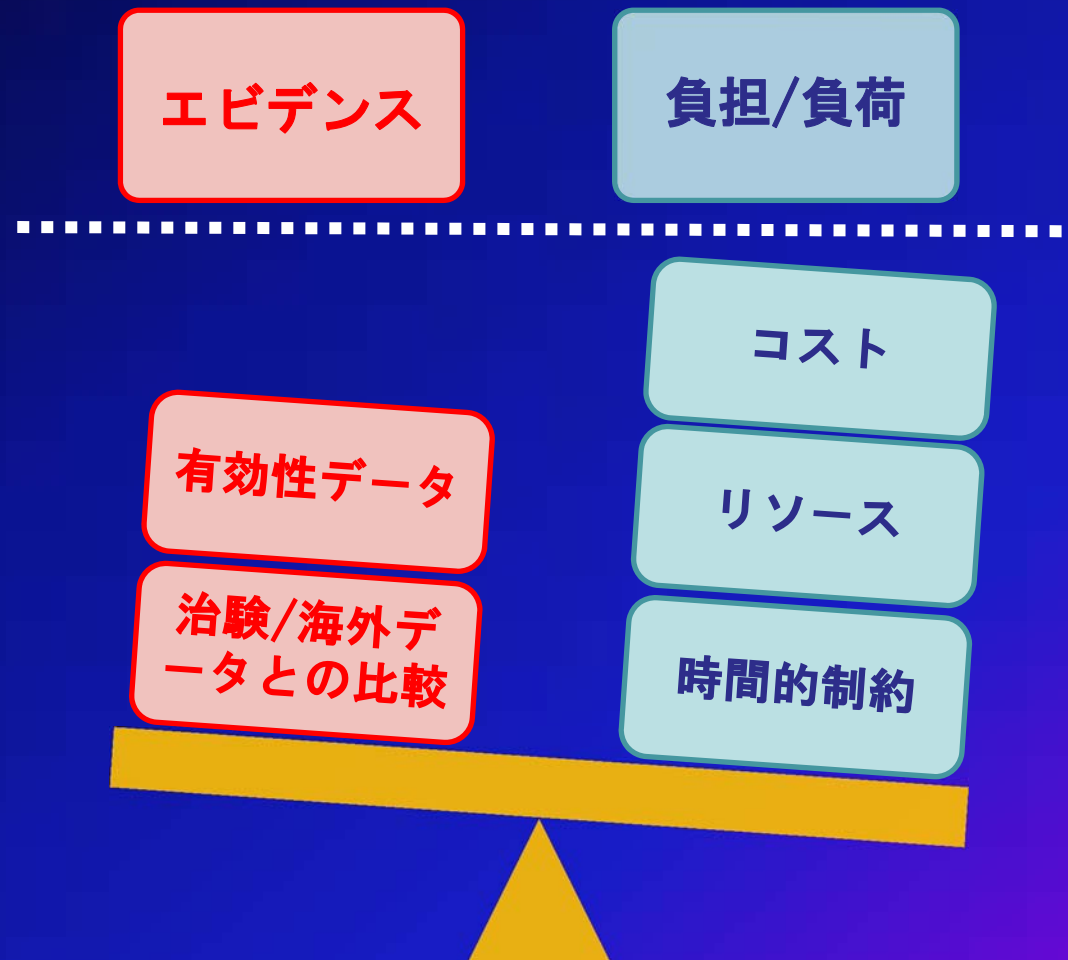 エビデンス
負担/負荷
有効性データ
治験/海外デ
ータとの比較
コスト
リソース
時間的制約